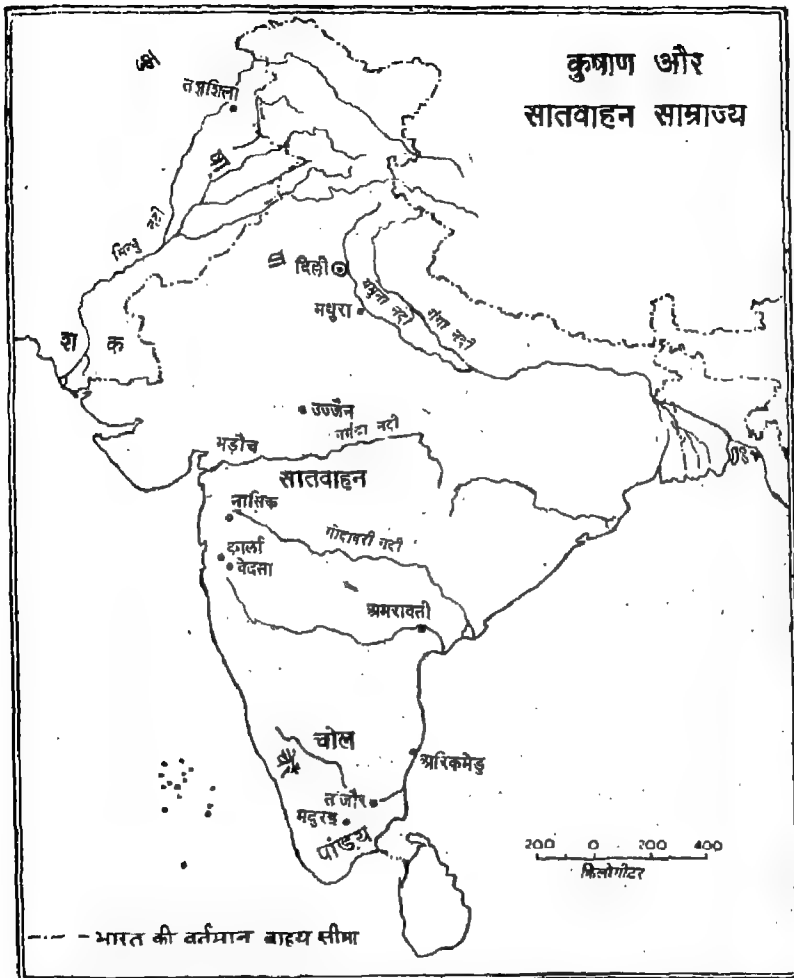 कुषाण और
सातवाहन साम्राज्य
कु
तक्षशिला
षा
सिन्धु नदी
ण
दिल्ली
मथुरा
यमुना नदी
गंगा नदी
श क
उज्जैन
नर्मदा नदी
भड़ौच
सातवाहन
नासिक
गोदावरी नदी
कार्ला
वेदसा
अमरावती
चोल
चेर
अरिकमेडु
तंजौर
मदुरई
पांड्य
200 0 200 400
किलोमीटर
भारत की वर्तमान बाह्य सीमा